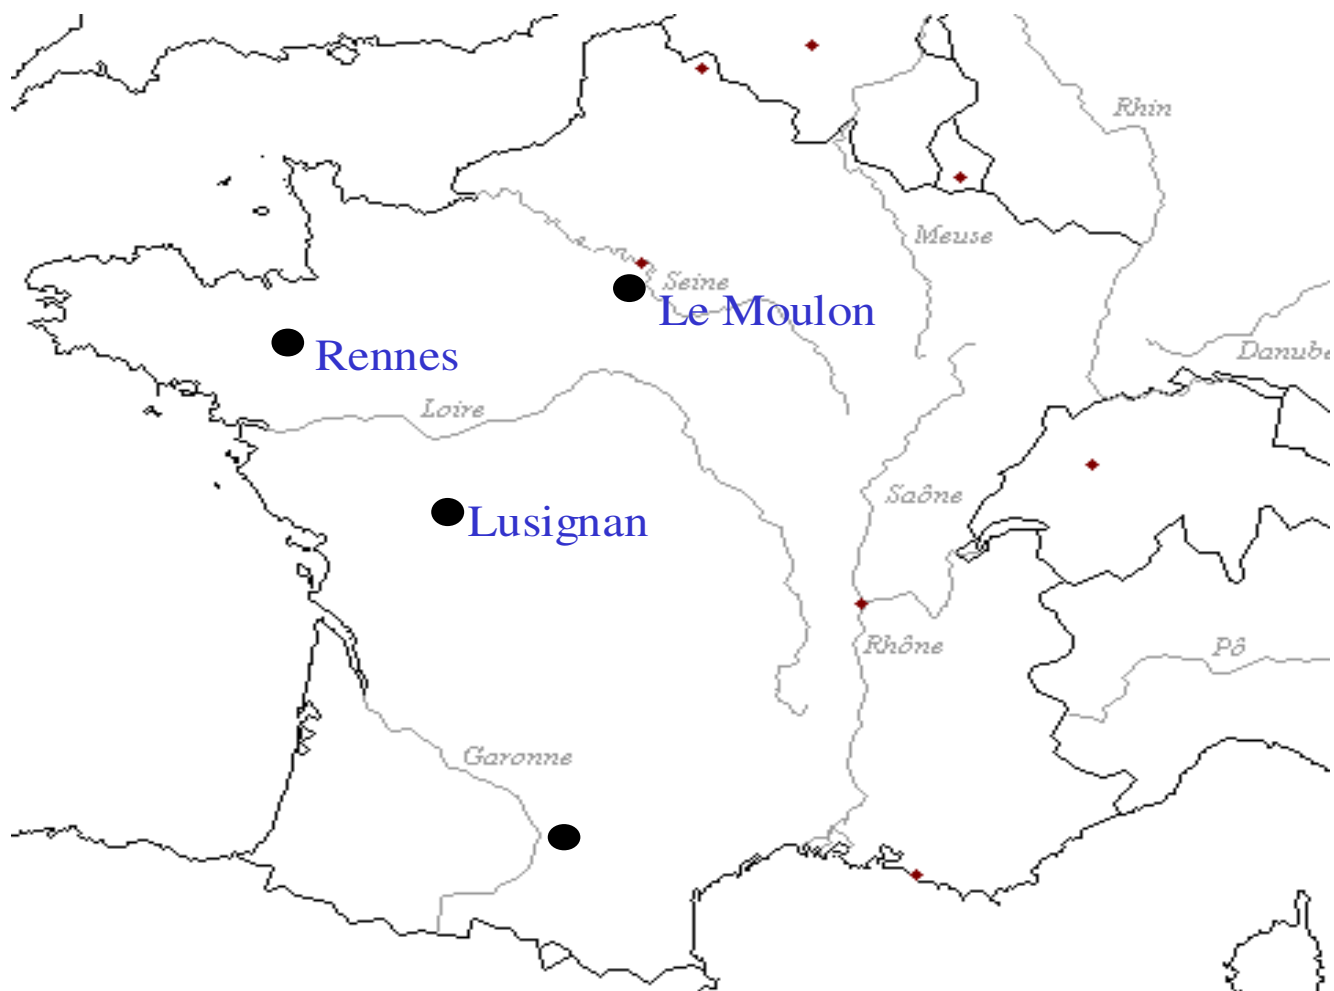 Rhin
Meuse
Seine
Le Moulon
Rennes
Danube
Loire
Saône
Lusignan
Rhône
Pô
Garonne